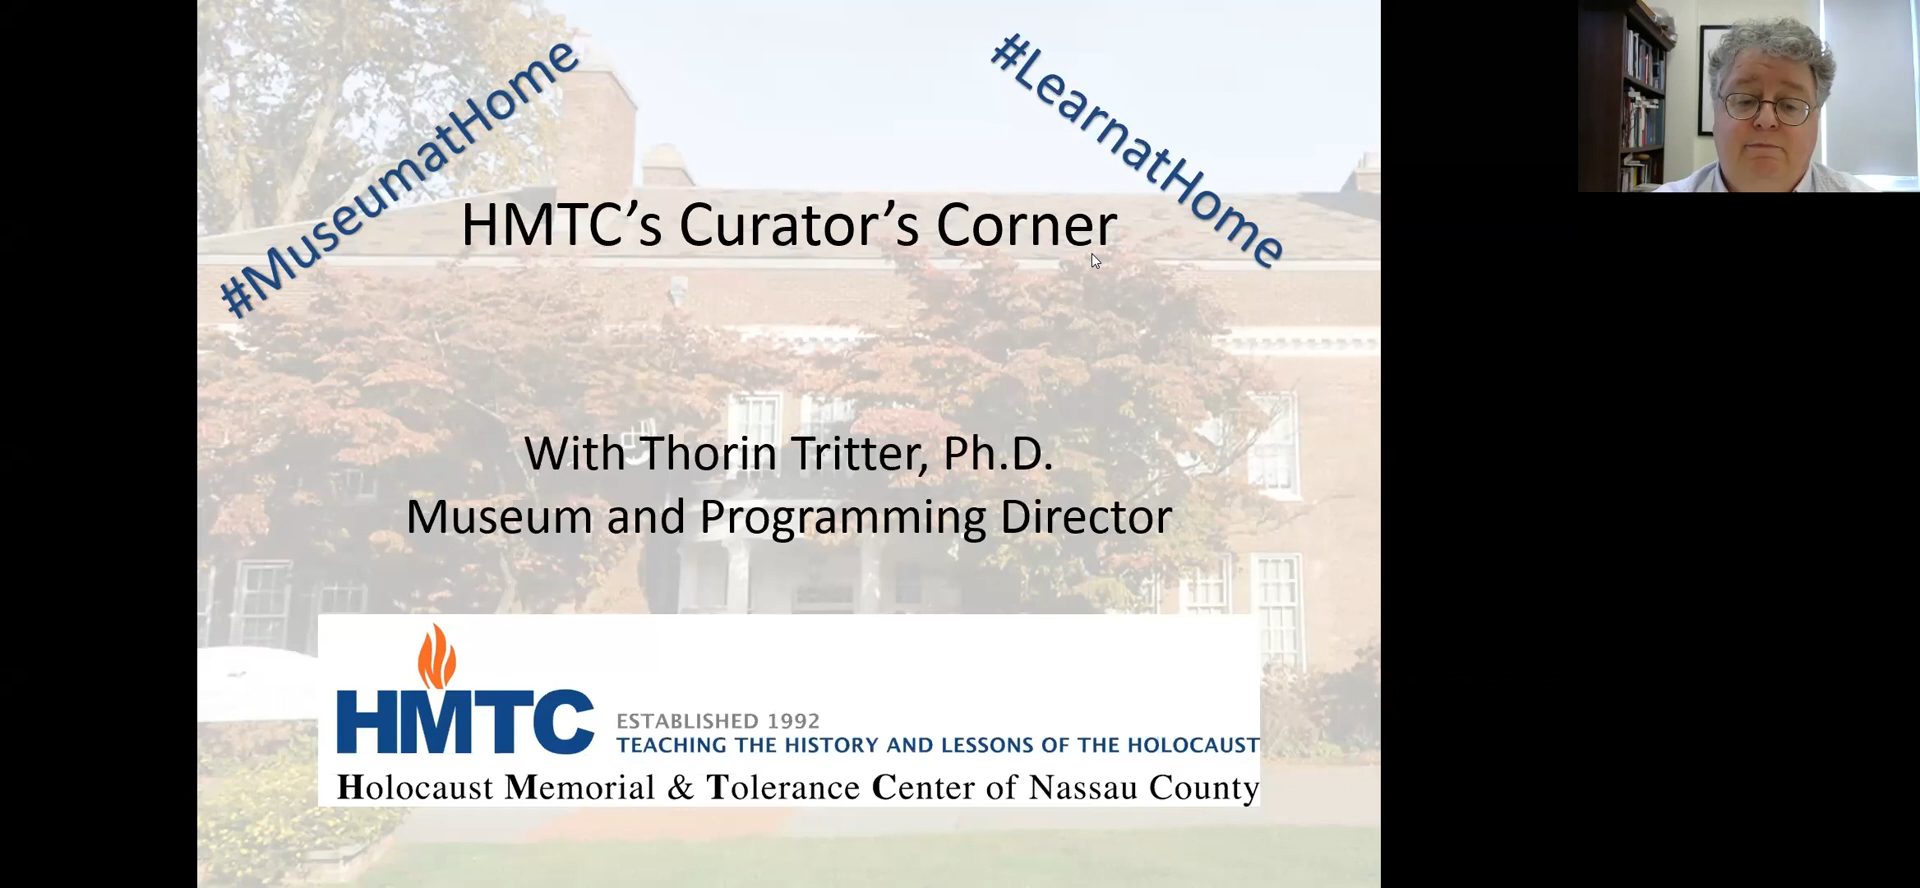 #MuseumatHome
#LearnatHome
HMTC’s Curator’s Corner
With Thorin Tritter, Ph.D.
Museum and Programming Director
HMTC
ESTABLISHED 1992
TEACHING THE HISTORY AND LESSONS OF THE HOLOCAUST
Holocaust Memorial & Tolerance Center of Nassau County